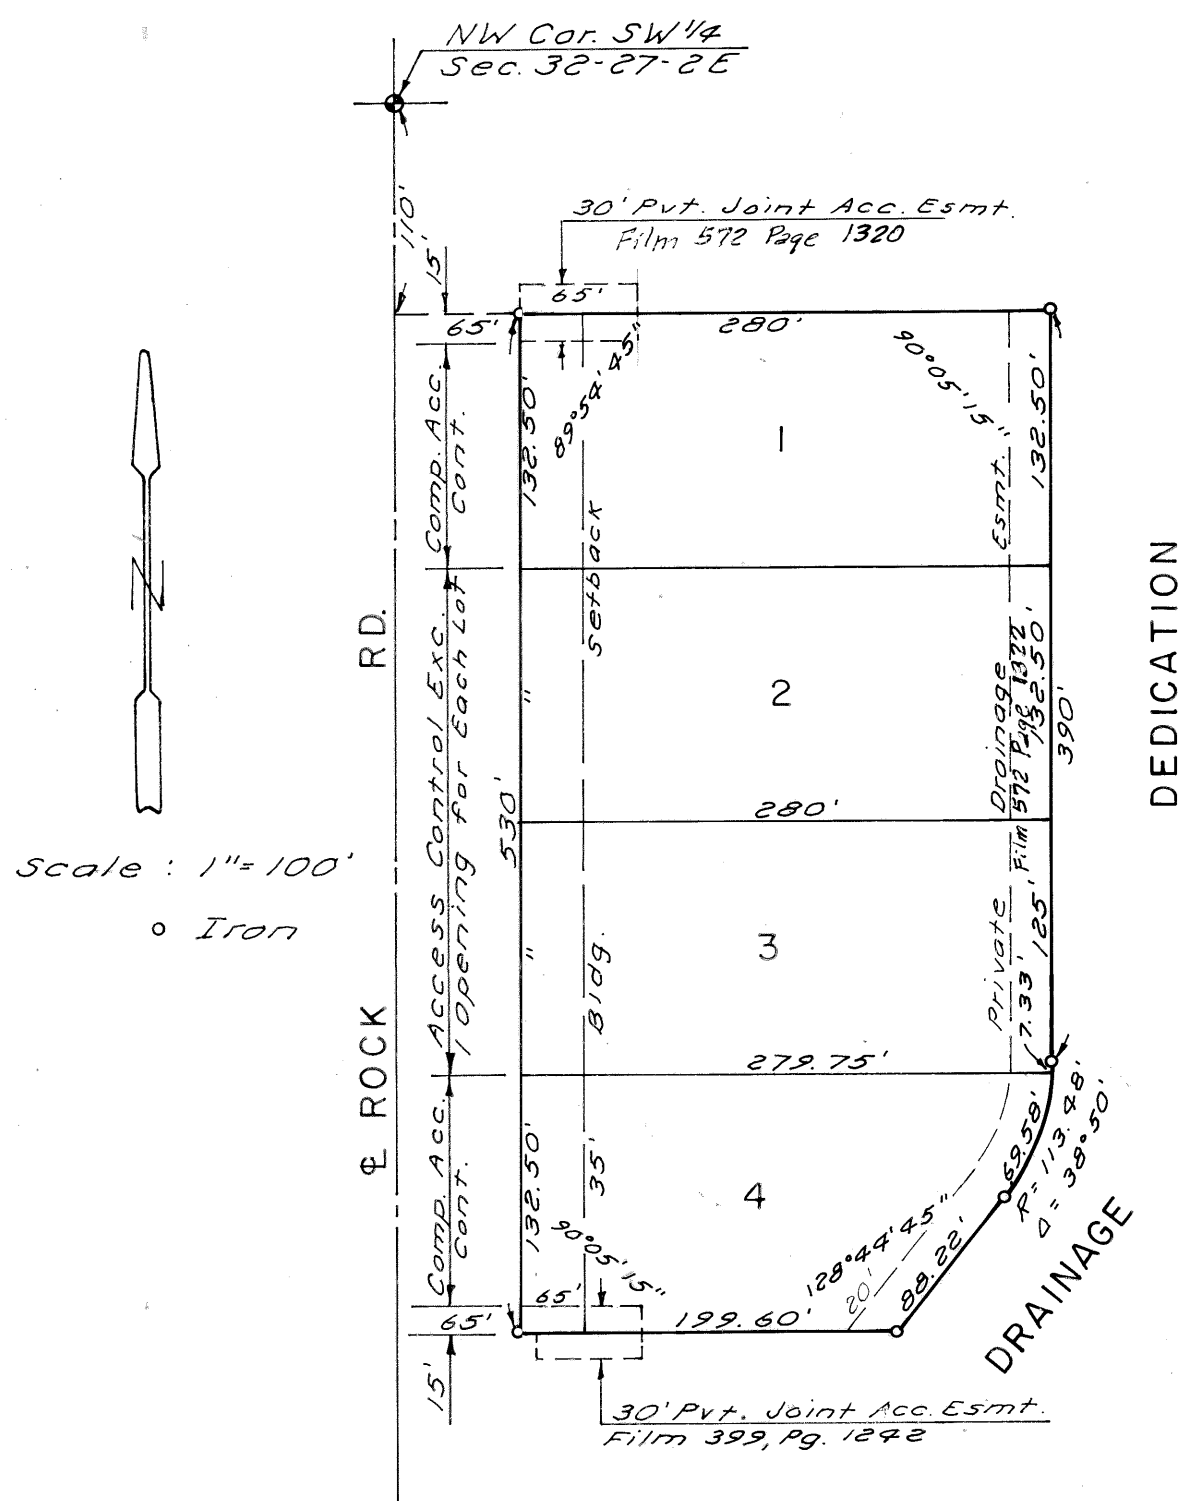 NW Cor. SW 1/4
Sec. 32-27-2E
110'
15'
30' Pvt. Joint Acc. Esmt.
Film 572 Page 1320
65'
65'
280'
89°54'45"
90°05'15"
132.50'
132.50'
Comp. Acc.
Cont.
1
Esmt.
Setback
N
RD.
DEDICATION
Access Control Exc.
1 Opening for Each Lot
"
2
Drainage
Film 572 Page 1322
132.50'
390'
530'
280'
Scale : 1"=100'
o Iron
"
3
Bldg.
Private
7.33'
125'
279.75'
℄ ROCK
Comp. Acc.
Cont.
132.50'
35'
4
69.58'
R=113.48'
Δ=38°50'
90°05'15"
128°44'45"
20'
88.22'
DRAINAGE
65'
65'
199.60'
15'
30' Pvt. Joint Acc. Esmt.
Film 399, Pg. 1242